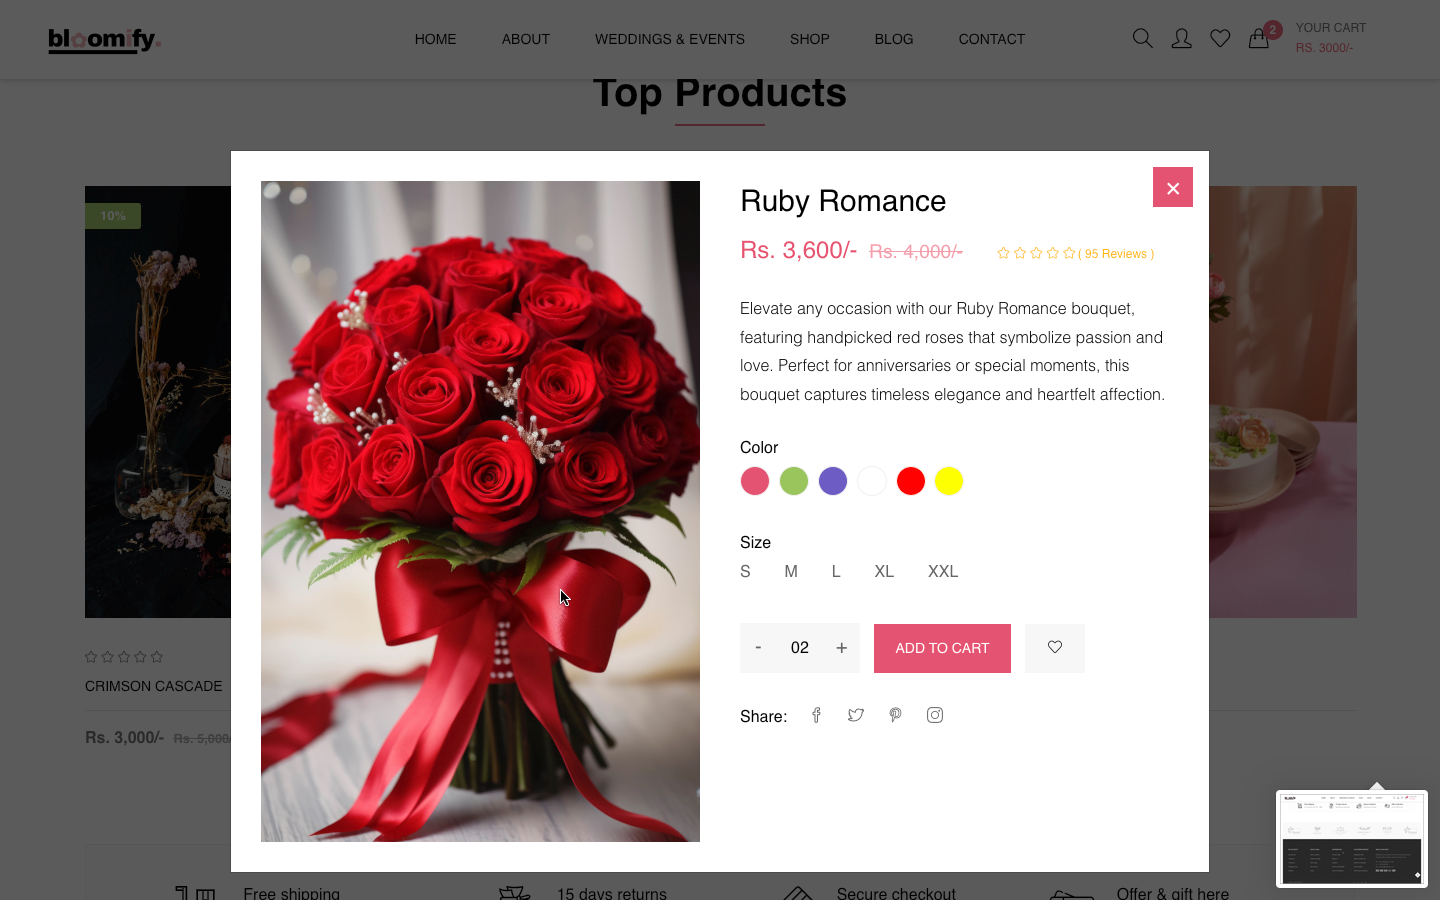 bloomify.
HOME
ABOUT
WEDDINGS & EVENTS
SHOP
BLOG
CONTACT
2
YOUR CART
RS. 3000/-
Top Products
10%
CRIMSON CASCADE
Rs. 3,000/- Rs. 5,000/
Ruby Romance
×
Rs. 3,600/- Rs. 4,000/- ( 95 Reviews )
Elevate any occasion with our Ruby Romance bouquet,
featuring handpicked red roses that symbolize passion and
love. Perfect for anniversaries or special moments, this
bouquet captures timeless elegance and heartfelt affection.
Color
Size
S M L XL XXL
- 02 +
ADD TO CART
Share:
Free shipping
15 days returns
Secure checkout
Offer & gift here